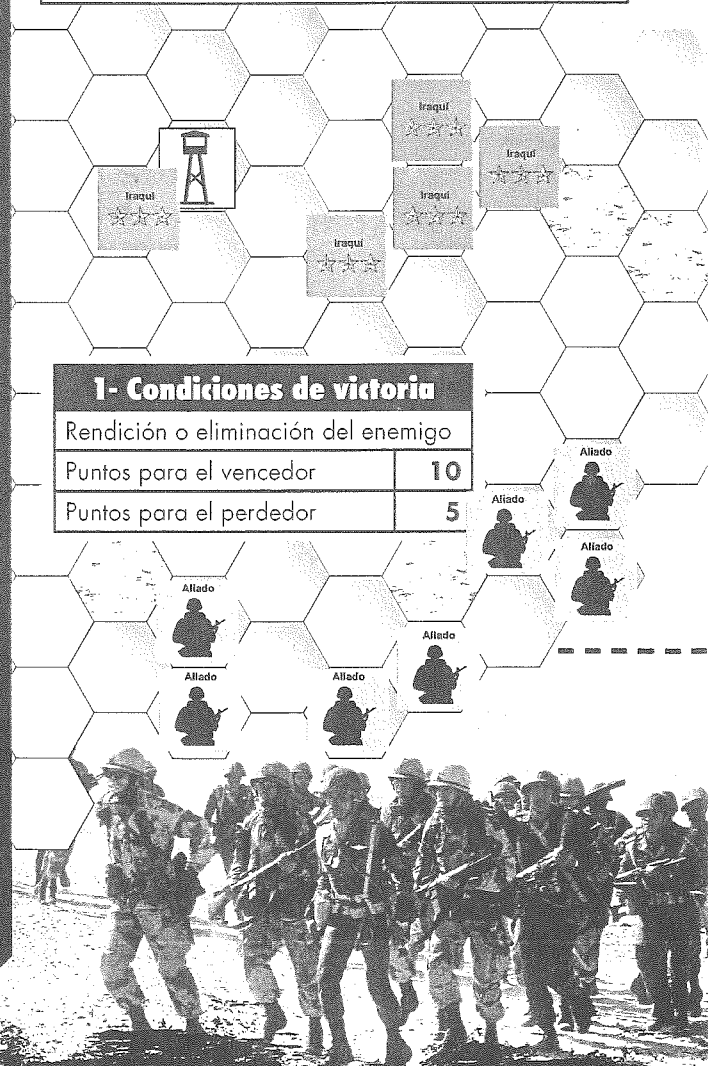 Iraquí
Iraquí
Iraquí
Iraquí
Iraquí
1- Condiciones de victoria
Rendición o eliminación del enemigo
Puntos para el vencedor 10
Puntos para el perdedor 5
Aliado
Aliado
Aliado
Aliado
Aliado
Aliado
Aliado